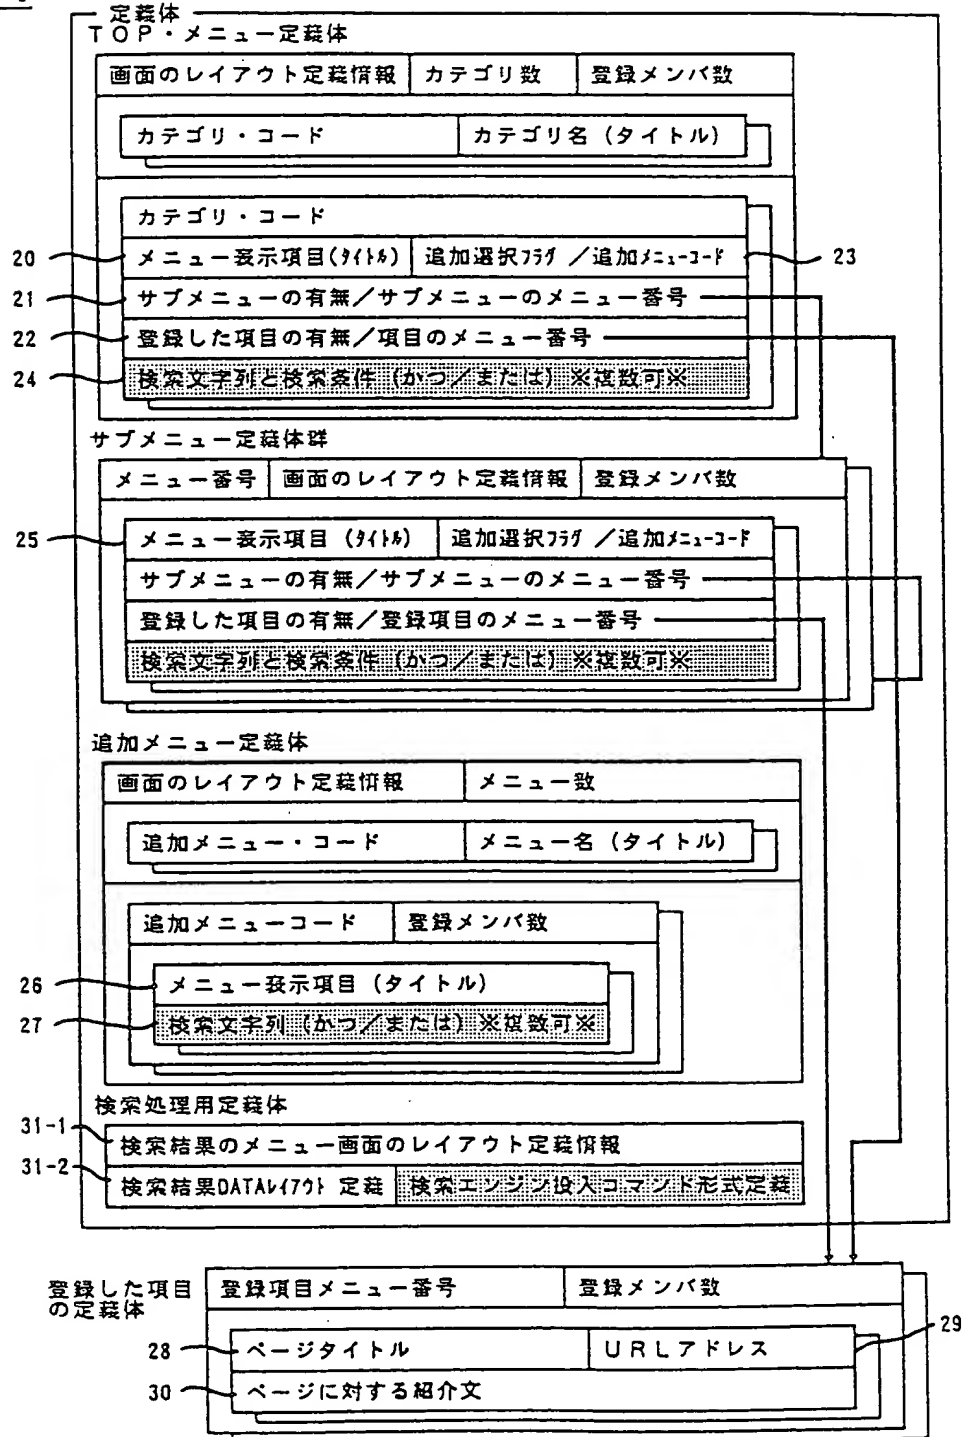 定義体
TOP・メニュー定義体
画面のレイアウト定義情報 カテゴリ数 登録メンバ数
カテゴリ・コード カテゴリ名(タイトル)
カテゴリ・コード
20 メニュー表示項目(タイトル) 追加選択フラグ/追加メニューコード 23
21 サブメニューの有無/サブメニューのメニュー番号
22 登録した項目の有無/項目のメニュー番号
24 検索文字列と検索条件(かつ/または)※複数可※
サブメニュー定義体群
メニュー番号 画面のレイアウト定義情報 登録メンバ数
25 メニュー表示項目(タイトル) 追加選択フラグ/追加メニューコード
サブメニューの有無/サブメニューのメニュー番号
登録した項目の有無/登録項目のメニュー番号
検索文字列と検索条件(かつ/または)※複数可※
追加メニュー定義体
画面のレイアウト定義情報 メニュー数
追加メニュー・コード メニュー名(タイトル)
追加メニューコード 登録メンバ数
26 メニュー表示項目(タイトル)
27 検索文字列(かつ/または)※複数可※
検索処理用定義体
31-1 検索結果のメニュー画面のレイアウト定義情報
31-2 検索結果DATAレイアウト定義 検索エンジン投入コマンド形式定義
登録した項目
の定義体
登録項目メニュー番号 登録メンバ数
28 ページタイトル URLアドレス 29
30 ページに対する紹介文